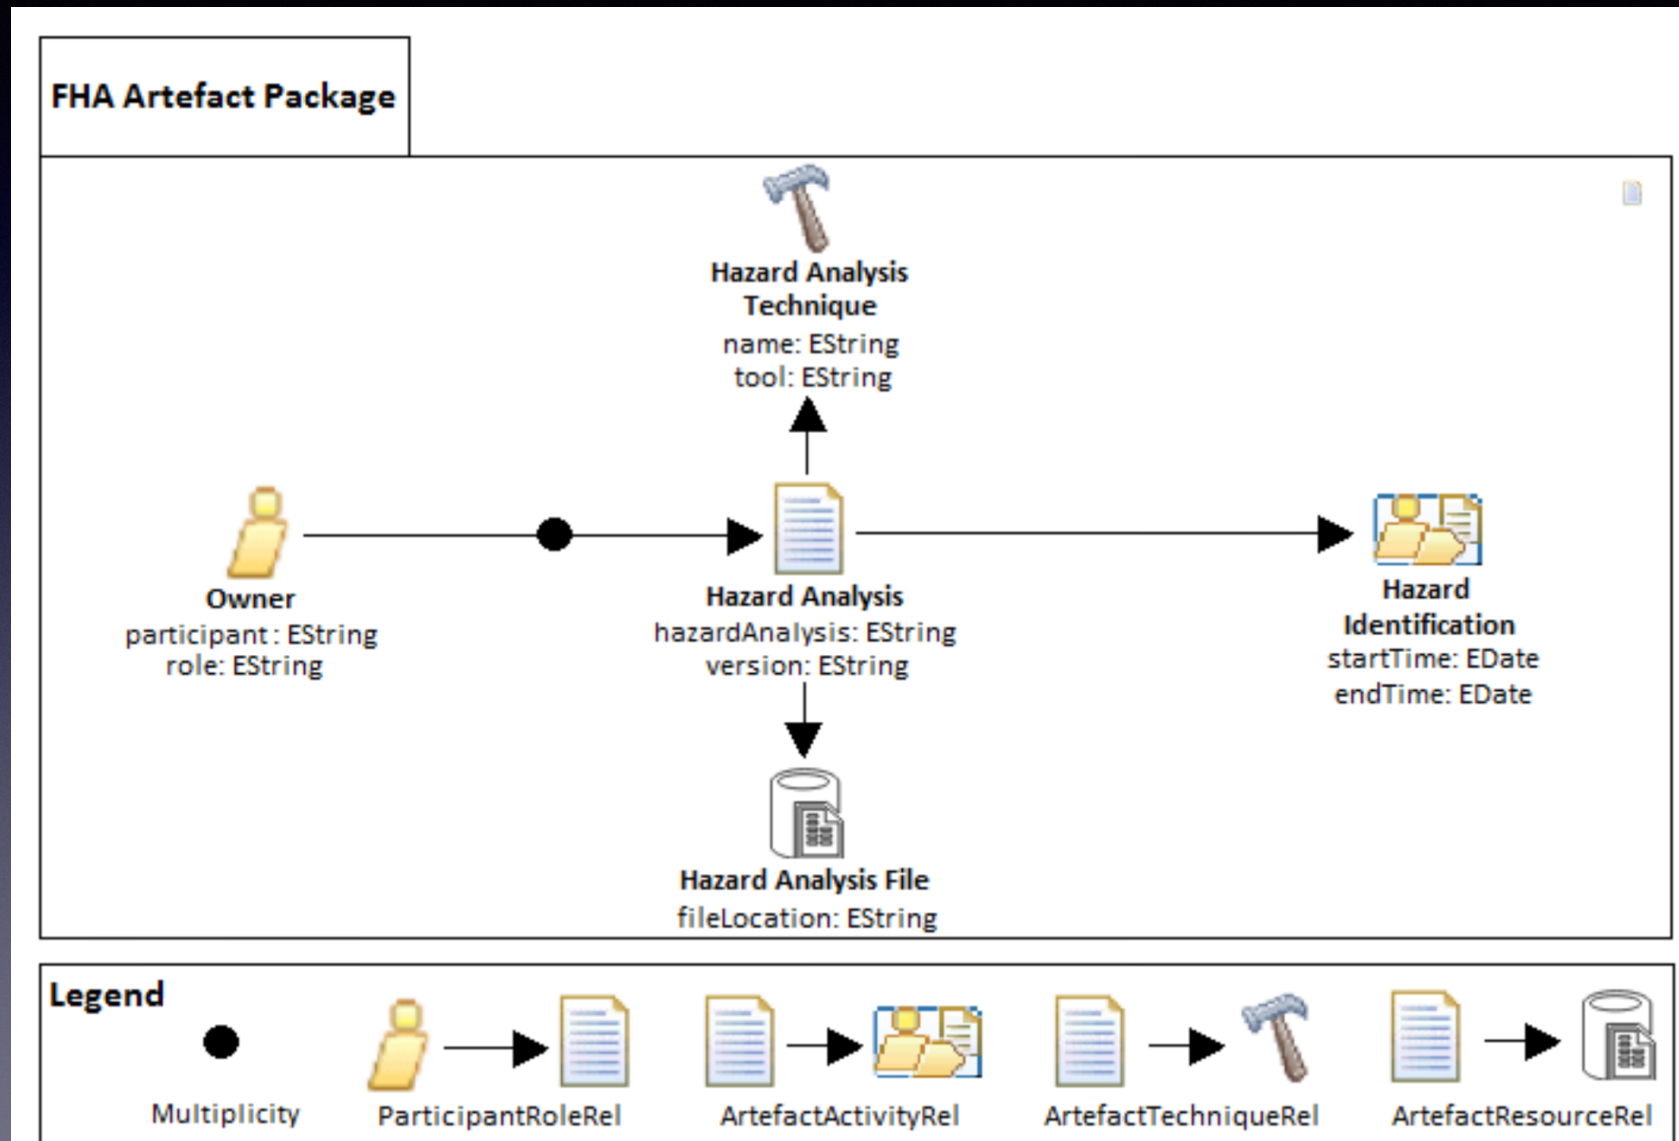 FHA Artefact Package
Hazard Analysis
Technique
name: EString
tool: EString
Owner
participant : EString
role: EString
Hazard Analysis
hazardAnalysis: EString
version: EString
Hazard
Identification
startTime: EDate
endTime: EDate
Hazard Analysis File
fileLocation: EString
Legend
Multiplicity
ParticipantRoleRel
ArtefactActivityRel
ArtefactTechniqueRel
ArtefactResourceRel